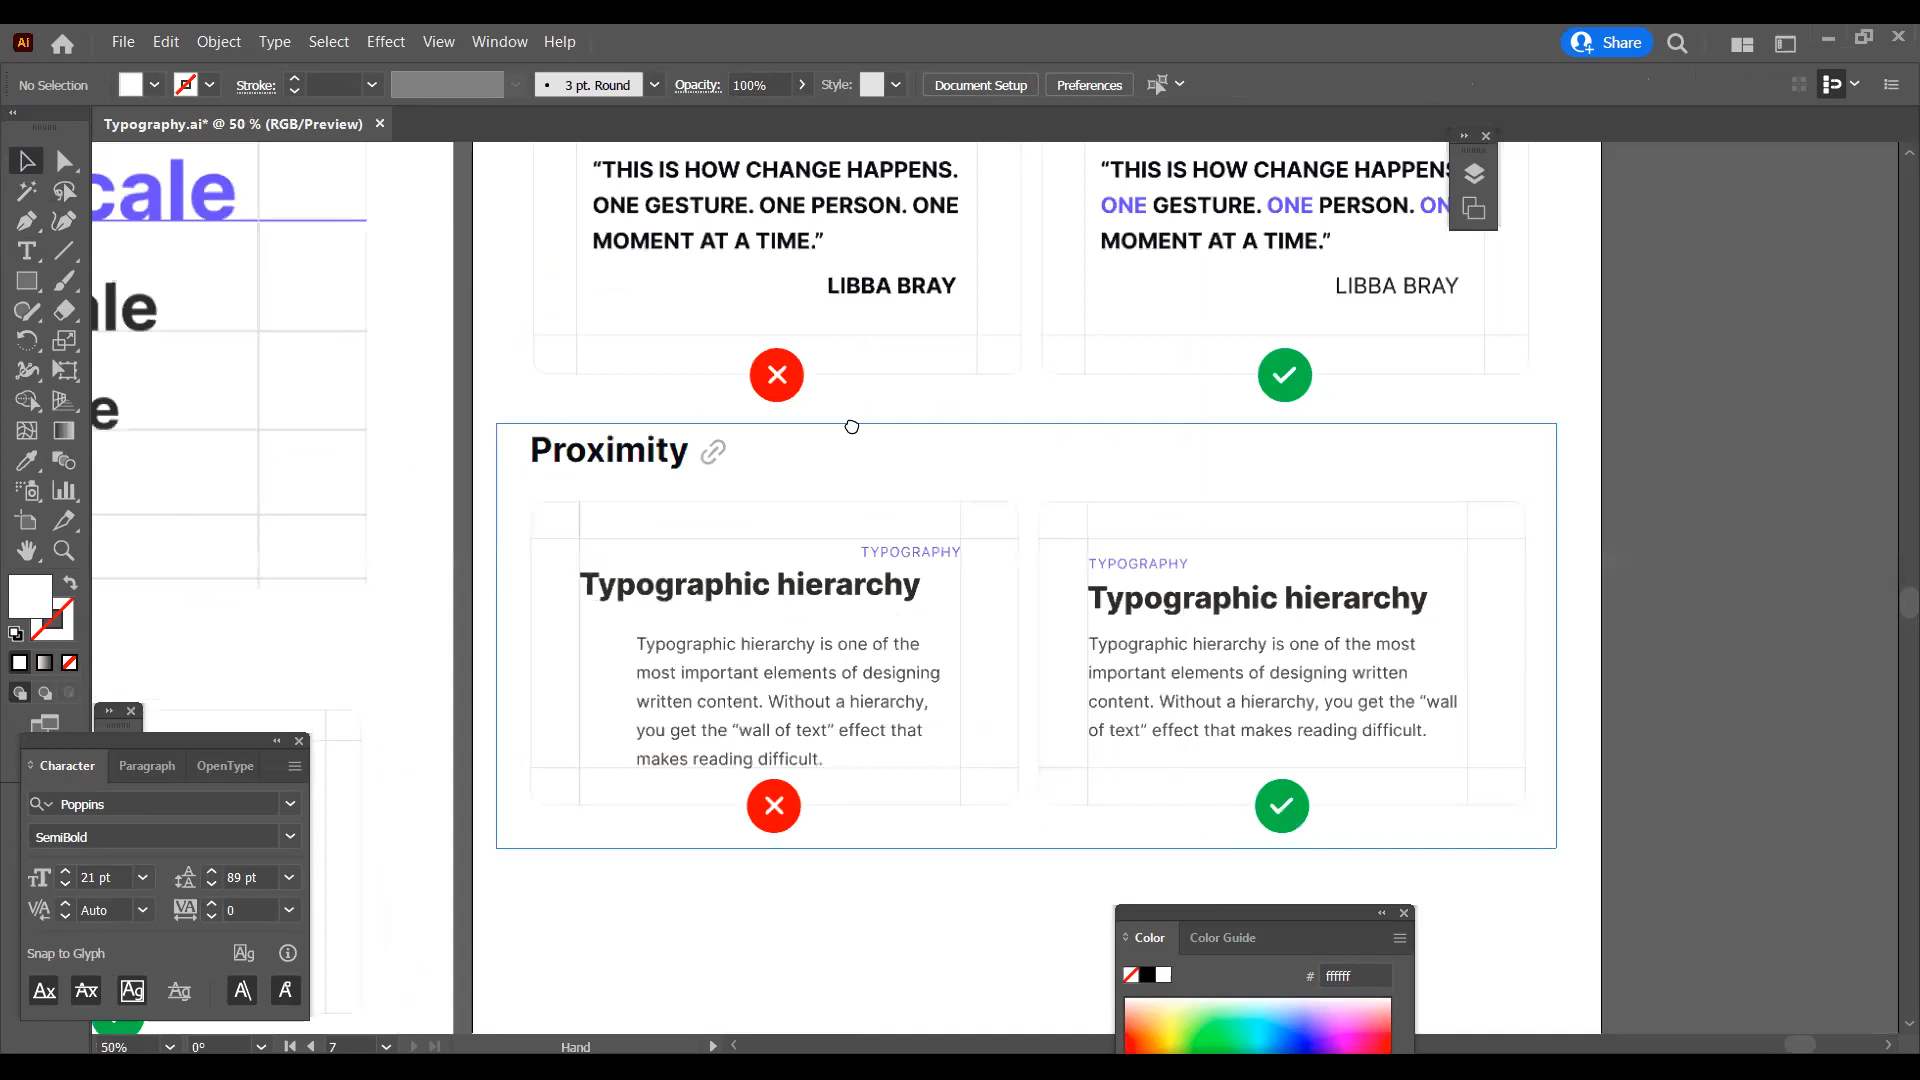 Ai
File Edit Object Type Select Effect View Window Help
Share
No Selection
Stroke:
3 pt. Round
Opacity: 100%
Style:
Document Setup
Preferences
Typography.ai* @ 50 % (RGB/Preview)
cale
ale
e
“THIS IS HOW CHANGE HAPPENS.
ONE GESTURE. ONE PERSON. ONE
MOMENT AT A TIME.”
LIBBA BRAY
“THIS IS HOW CHANGE HAPPENS
ONE GESTURE. ONE PERSON. ON
MOMENT AT A TIME.”
LIBBA BRAY
Proximity
TYPOGRAPHY
Typographic hierarchy
Typographic hierarchy is one of the
most important elements of designing
written content. Without a hierarchy,
you get the “wall of text” effect that
makes reading difficult.
TYPOGRAPHY
Typographic hierarchy
Typographic hierarchy is one of the most
important elements of designing written
content. Without a hierarchy, you get the “wall
of text” effect that makes reading difficult.
Character Paragraph OpenType
Poppins
SemiBold
21 pt
89 pt
Auto
0
Snap to Glyph
Color Color Guide
# ffffff
50%
0°
7
Hand